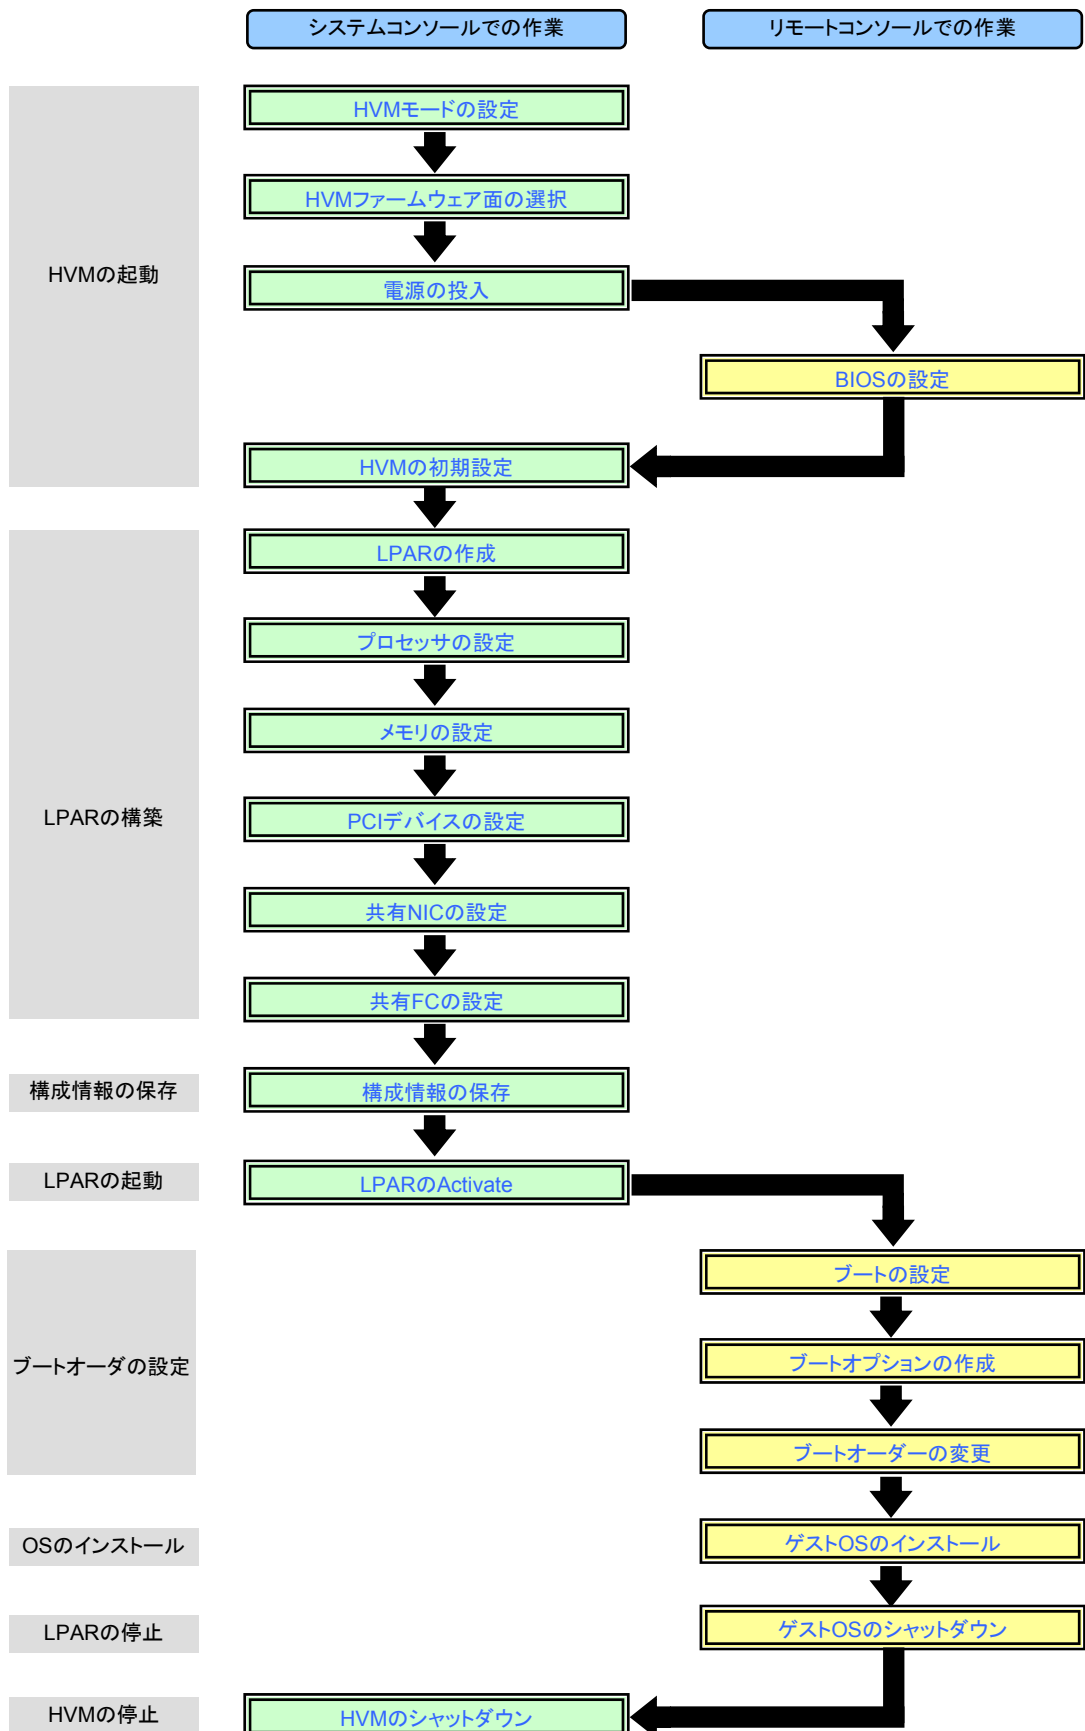 システムコンソールでの作業
リモートコンソールでの作業
HVMの起動
HVMモードの設定
HVMファームウェア面の選択
電源の投入
BIOSの設定
HVMの初期設定
LPARの構築
LPARの作成
プロセッサの設定
メモリの設定
PCIデバイスの設定
共有NICの設定
共有FCの設定
構成情報の保存
構成情報の保存
LPARの起動
LPARのActivate
ブートオーダの設定
ブートの設定
ブートオプションの作成
ブートオーダーの変更
OSのインストール
ゲストOSのインストール
LPARの停止
ゲストOSのシャットダウン
HVMの停止
HVMのシャットダウン